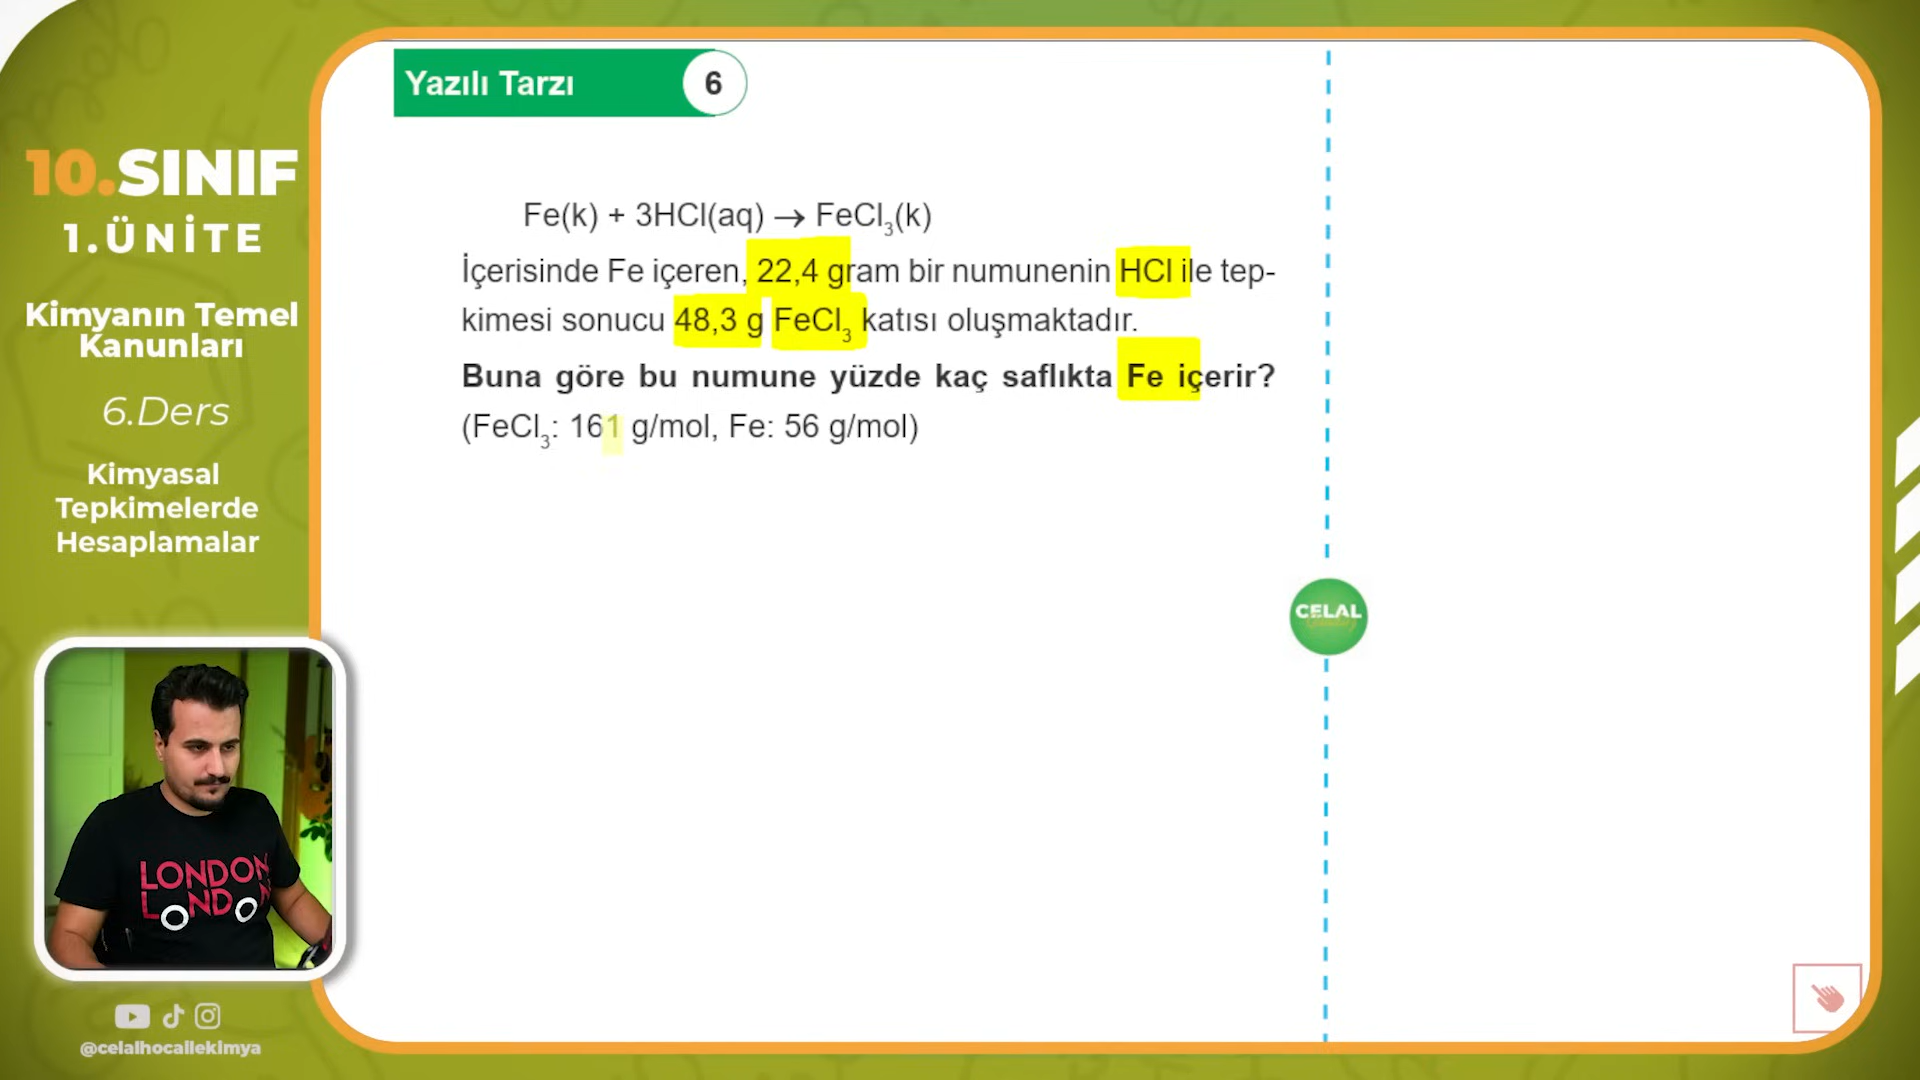 10.SINIF
1.ÜNİTE
Kimyanın Temel
Kanunları
6.Ders
Kimyasal
Tepkimelerde
Hesaplamalar
Yazılı Tarzı 6
Fe(k) + 3HCl(aq) → FeCl₃(k)
İçerisinde Fe içeren, 22,4 gram bir numunenin HCl ile tep-
kimesi sonucu 48,3 g FeCl₃ katısı oluşmaktadır.
Buna göre bu numune yüzde kaç saflıkta Fe içerir?
(FeCl₃: 161 g/mol, Fe: 56 g/mol)
CELAL
LONDON
LONDON
@celalhocailekimya